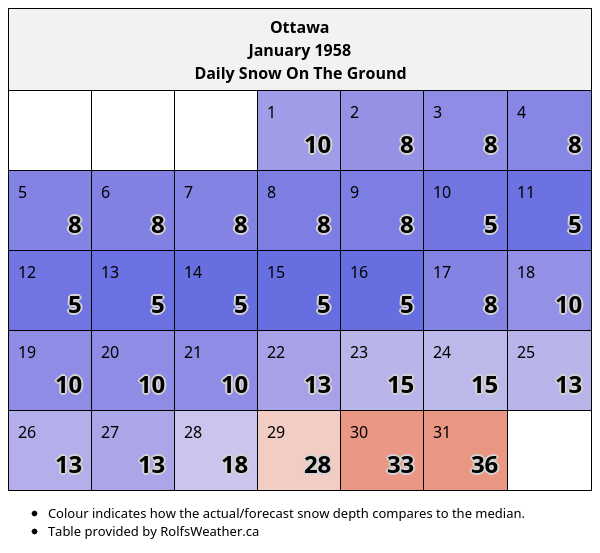 Ottawa
January 1958
Daily Snow On The Ground
1 2 3 4
10 8 8 8
5 6 7 8 9 10 11
8 8 8 8 8 5 5
12 13 14 15 16 17 18
5 5 5 5 5 8 10
19 20 21 22 23 24 25
10 10 10 13 15 15 13
26 27 28 29 30 31
13 13 18 28 33 36
• Colour indicates how the actual/forecast snow depth compares to the median.
• Table provided by RolfsWeather.ca